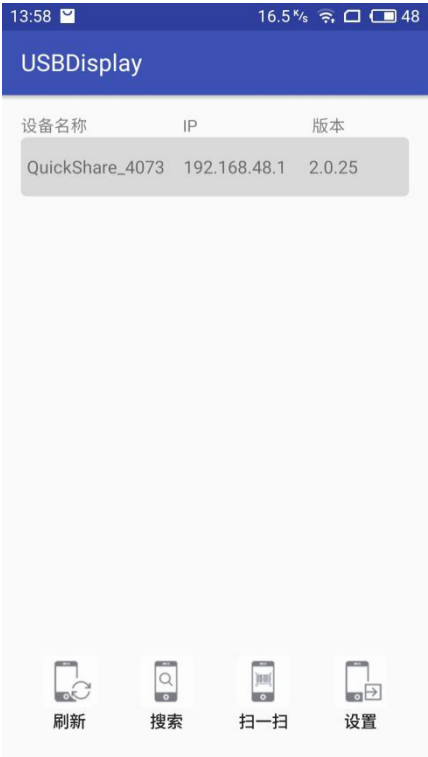 13:58 16.5 K/s 48
USBDisplay
设备名称 IP 版本
QuickShare_4073 192.168.48.1 2.0.25
刷新 搜索 扫一扫 设置